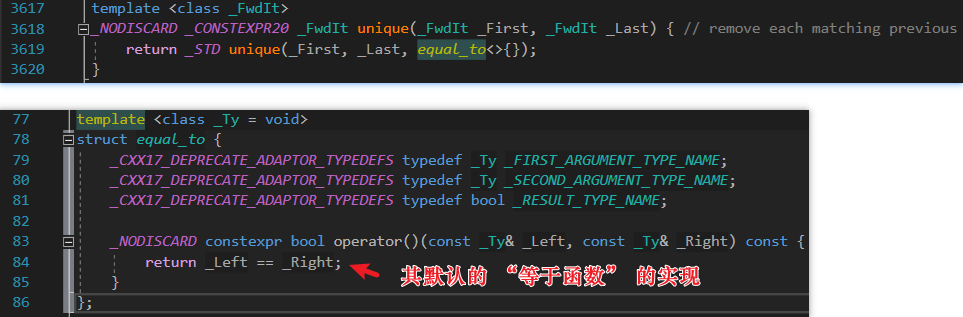 3617 template <class _FwdIt>
3618 _NODISCARD _CONSTEXPR20 _FwdIt unique(_FwdIt _First, _FwdIt _Last) { // remove each matching previous
3619 return _STD unique(_First, _Last, equal_to<>{});
3620 }
77 template <class _Ty = void>
78 struct equal_to {
79 _CXX17_DEPRECATE_ADAPTOR_TYPEDEFS typedef _Ty _FIRST_ARGUMENT_TYPE_NAME;
80 _CXX17_DEPRECATE_ADAPTOR_TYPEDEFS typedef _Ty _SECOND_ARGUMENT_TYPE_NAME;
81 _CXX17_DEPRECATE_ADAPTOR_TYPEDEFS typedef bool _RESULT_TYPE_NAME;
82
83 _NODISCARD constexpr bool operator()(const _Ty& _Left, const _Ty& _Right) const {
84 return _Left == _Right;
其默认的 “等于函数” 的实现
85 }
86 };